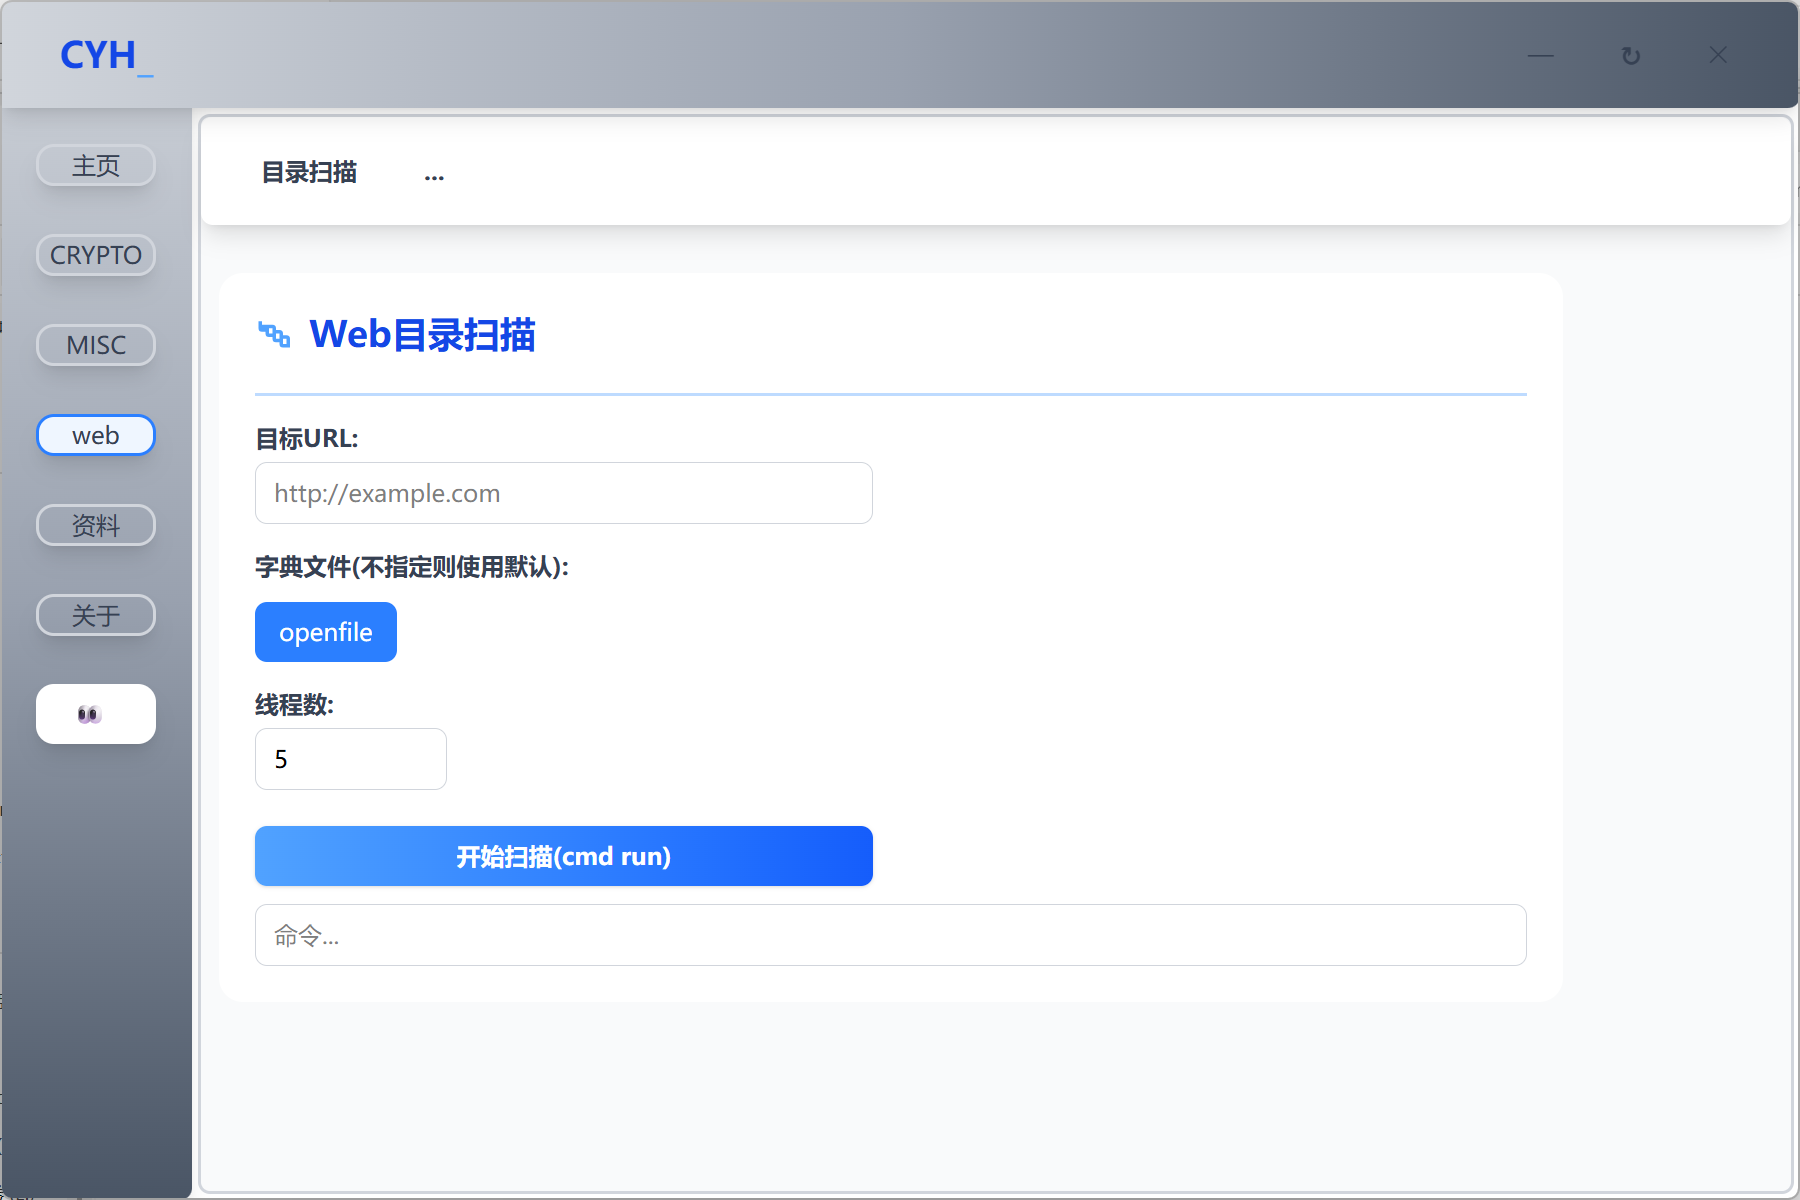 CYH_
主页
CRYPTO
MISC
web
资料
关于
目录扫描
...
Web目录扫描
目标URL:
http://example.com
字典文件(不指定则使用默认):
openfile
线程数:
5
开始扫描(cmd run)
命令...